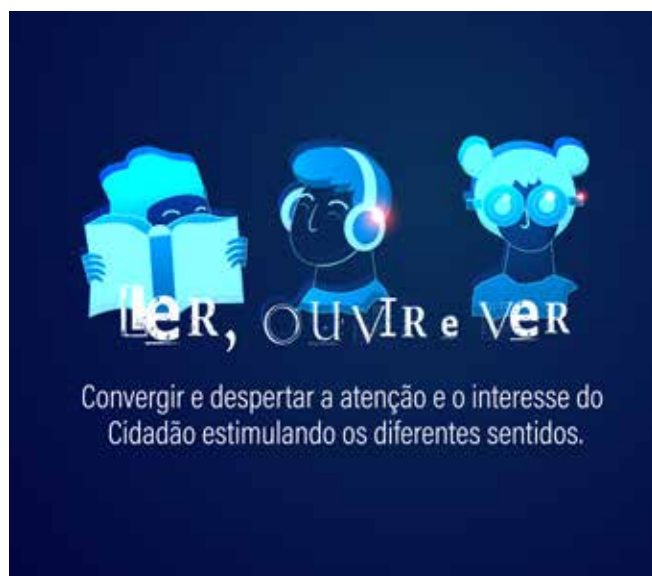 Ler, ouvir e ver
Convergir e despertar a atenção e o interesse do
Cidadão estimulando os diferentes sentidos.